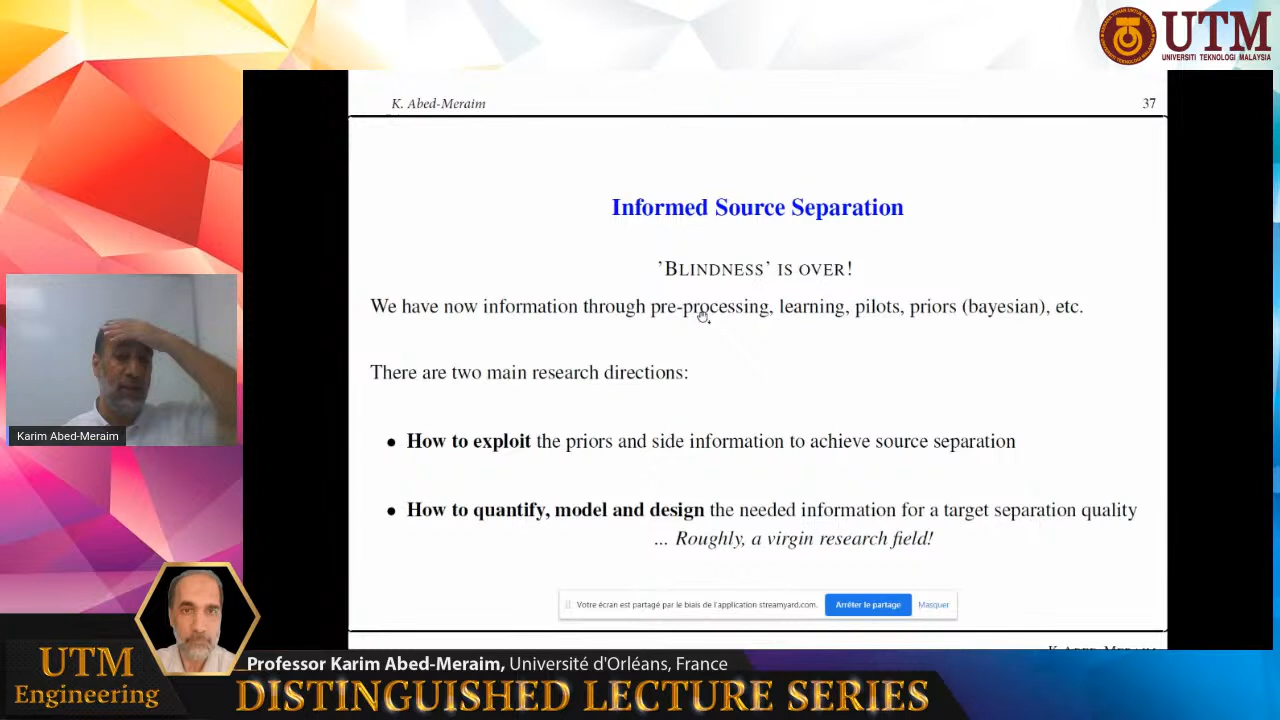 UTM
UNIVERSITI TEKNOLOGI MALAYSIA
K. Abed-Meraim
37
Informed Source Separation
'BLINDNESS' IS OVER!
We have now information through pre-processing, learning, pilots, priors (bayesian), etc.
There are two main research directions:
• How to exploit the priors and side information to achieve source separation
• How to quantify, model and design the needed information for a target separation quality
... Roughly, a virgin research field!
Karim Abed-Meraim
Votre écran est partagé par le biais de l'application streamyard.com.
Arrêter le partage
Masquer
UTM
Engineering
Professor Karim Abed-Meraim, Université d'Orléans, France
DISTINGUISHED LECTURE SERIES